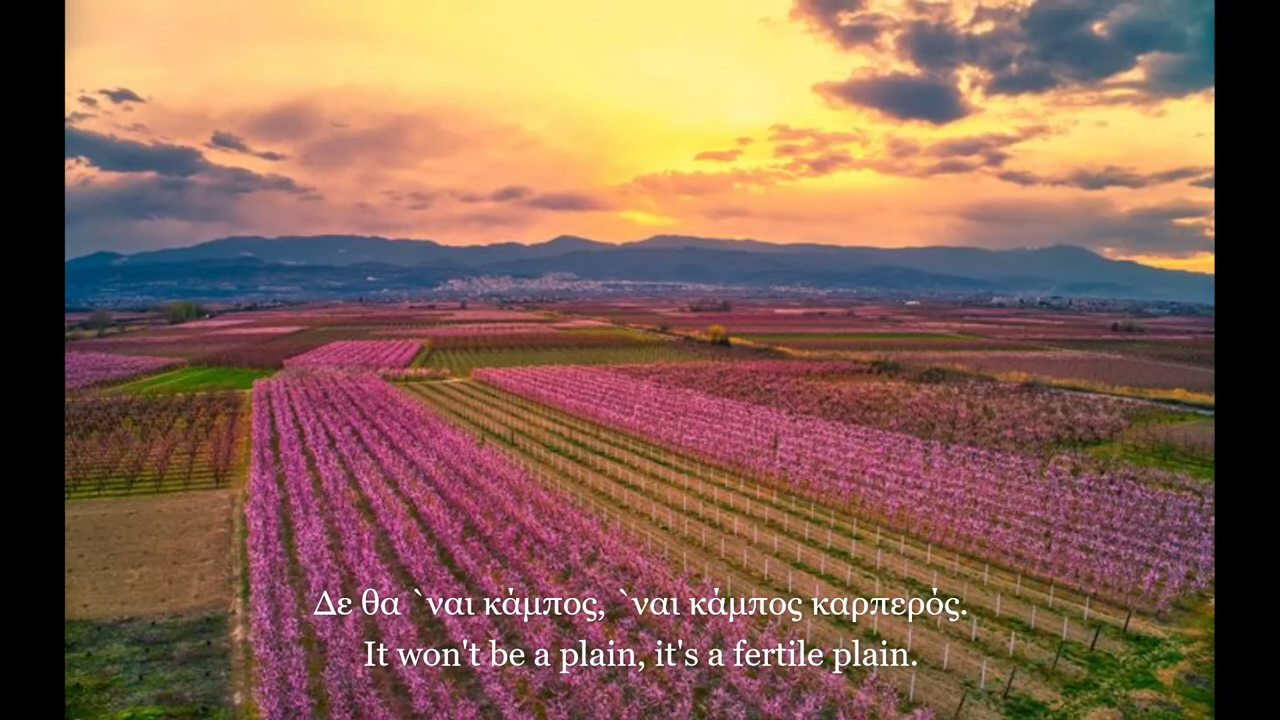 Δε θα `ναι κάμπος, `ναι κάμπος καρπερός.
It won't be a plain, it's a fertile plain.